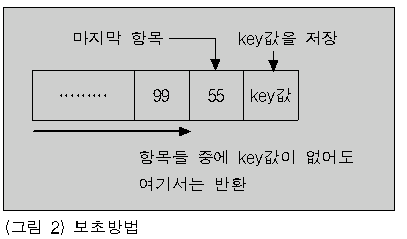 마지막 항목
key값을 저장
········· 99 55 key값
항목들 중에 key값이 없어도
여기서는 반환
(그림 2) 보초방법